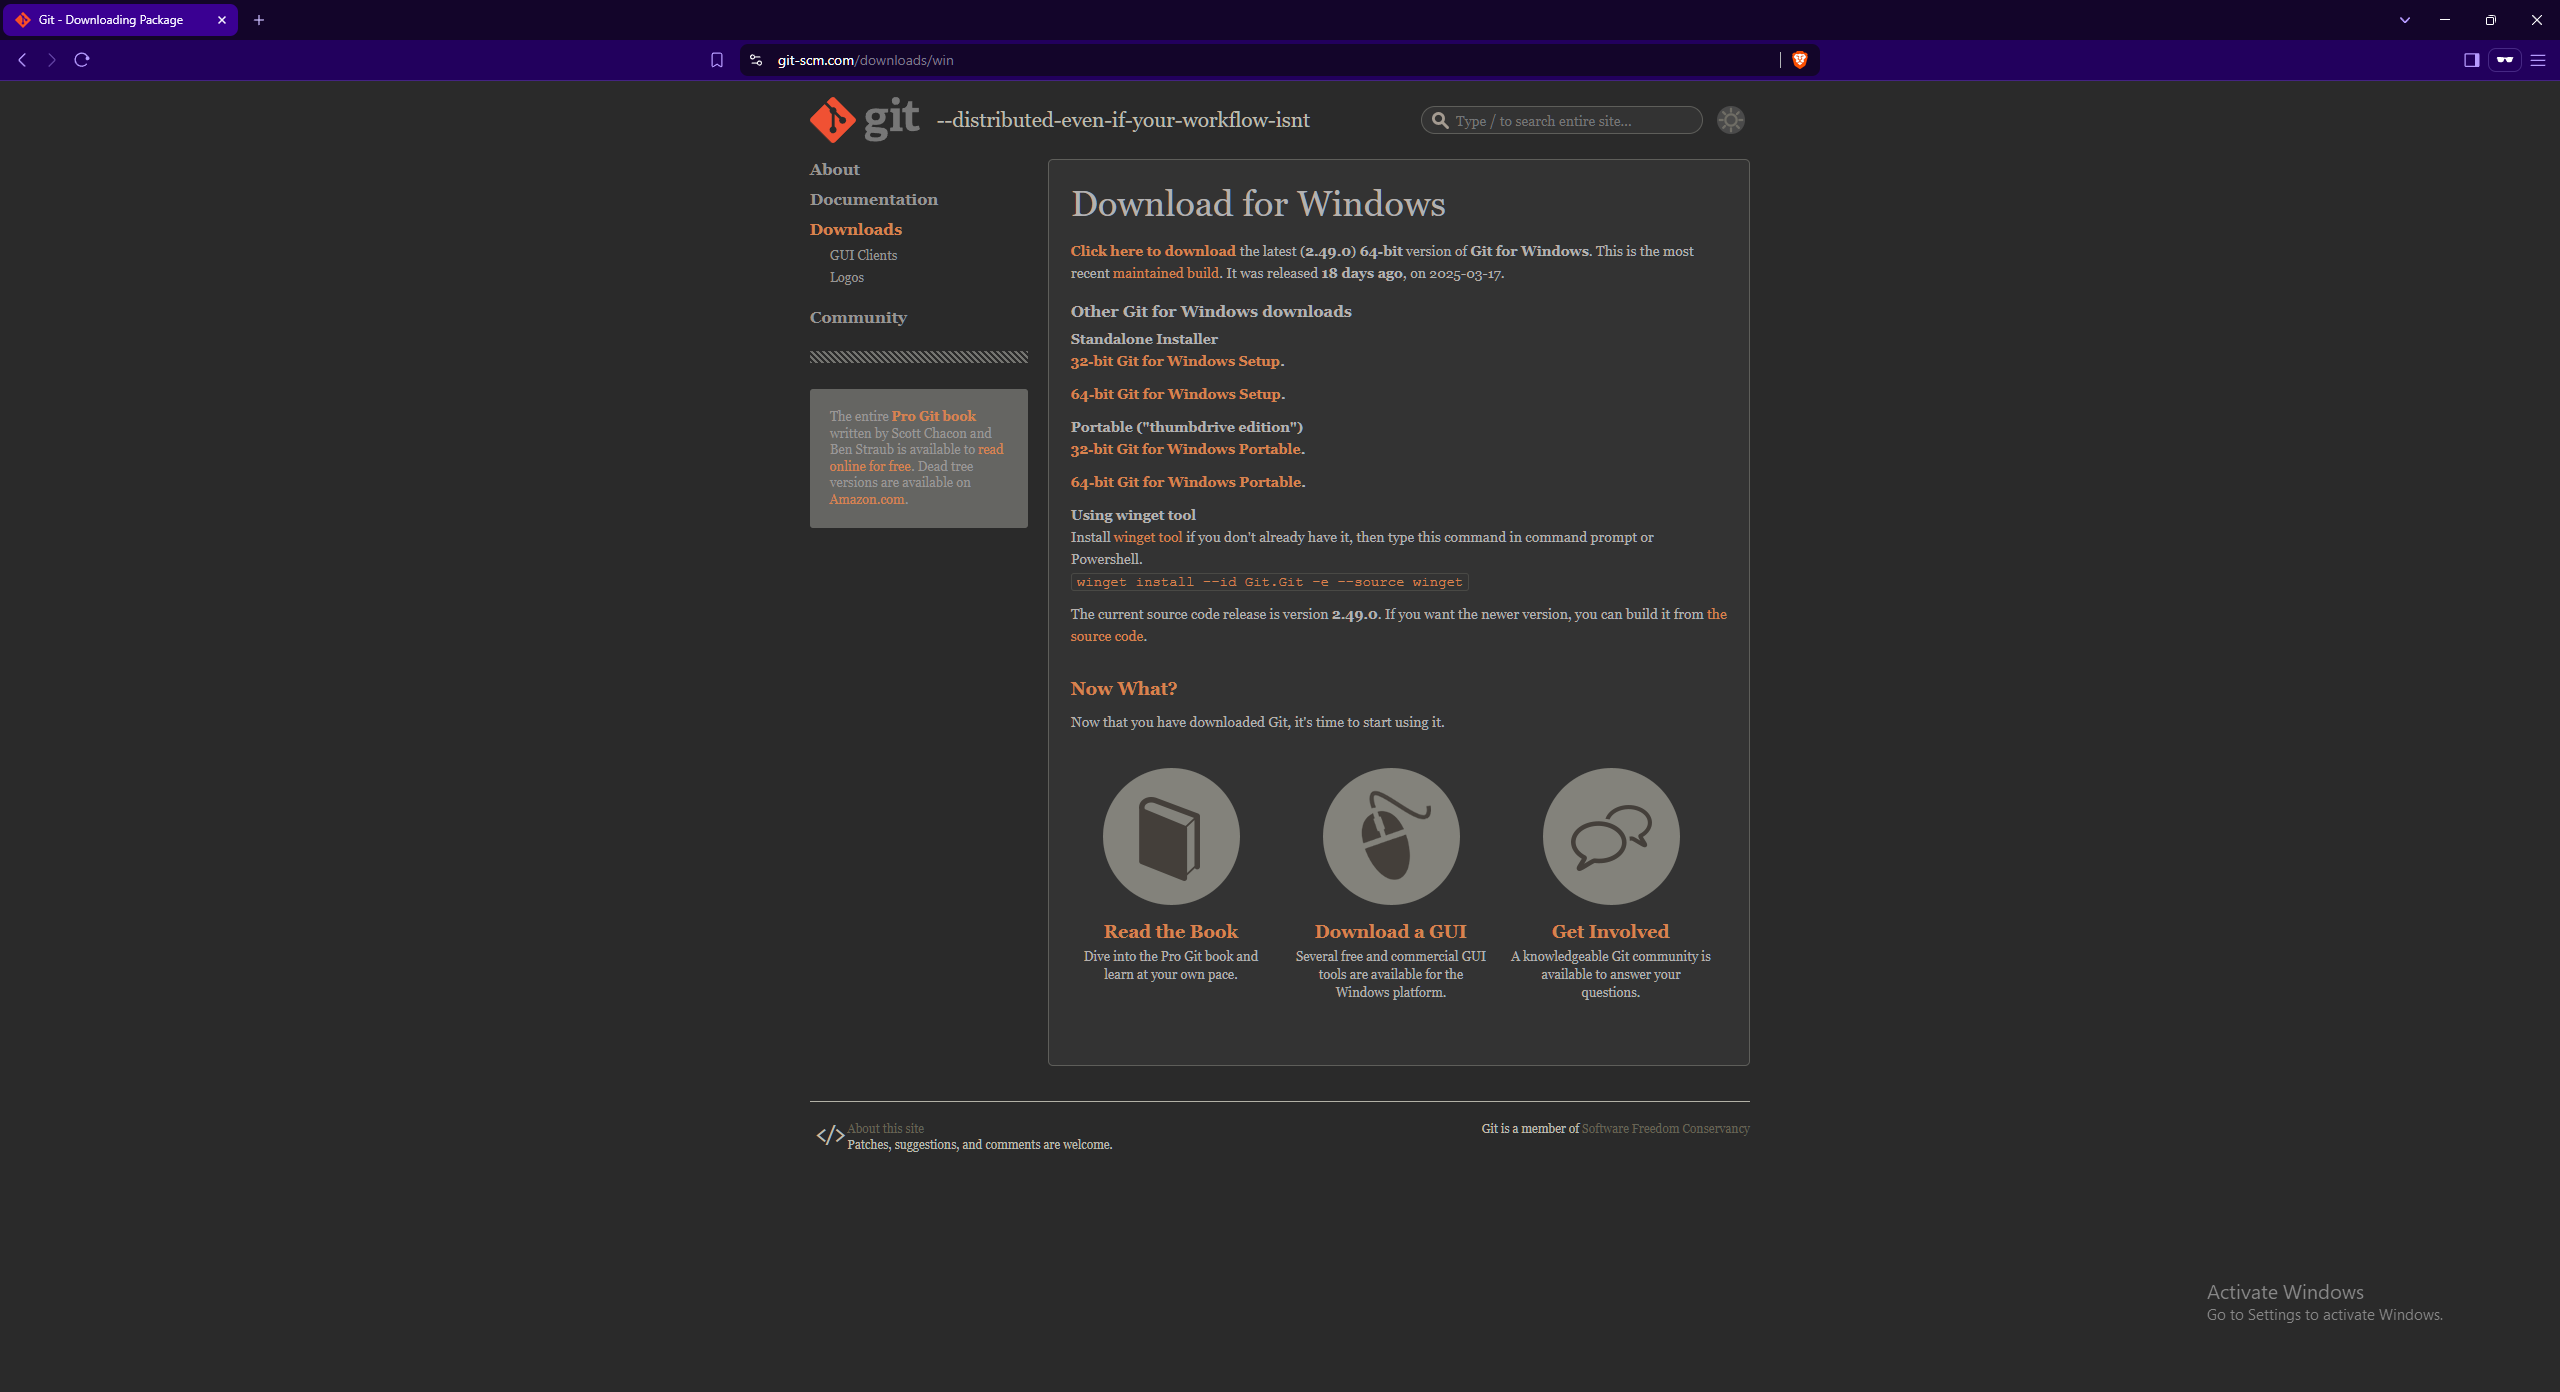 Git - Downloading Package
git-scm.com/downloads/win
git --distributed-even-if-your-workflow-isnt
Type / to search entire site...
About
Documentation
Downloads
GUI Clients
Logos
Community
The entire Pro Git book
written by Scott Chacon and
Ben Straub is available to read
online for free. Dead tree
versions are available on
Amazon.com.
Download for Windows
Click here to download the latest (2.49.0) 64-bit version of Git for Windows. This is the most
recent maintained build. It was released 18 days ago, on 2025-03-17.
Other Git for Windows downloads
Standalone Installer
32-bit Git for Windows Setup.
64-bit Git for Windows Setup.
Portable ("thumbdrive edition")
32-bit Git for Windows Portable.
64-bit Git for Windows Portable.
Using winget tool
Install winget tool if you don't already have it, then type this command in command prompt or
Powershell.
winget install --id Git.Git -e --source winget
The current source code release is version 2.49.0. If you want the newer version, you can build it from the
source code.
Now What?
Now that you have downloaded Git, it's time to start using it.
Read the Book
Dive into the Pro Git book and
learn at your own pace.
Download a GUI
Several free and commercial GUI
tools are available for the
Windows platform.
Get Involved
A knowledgeable Git community is
available to answer your
questions.
</> About this site
Patches, suggestions, and comments are welcome.
Git is a member of Software Freedom Conservancy
Activate Windows
Go to Settings to activate Windows.